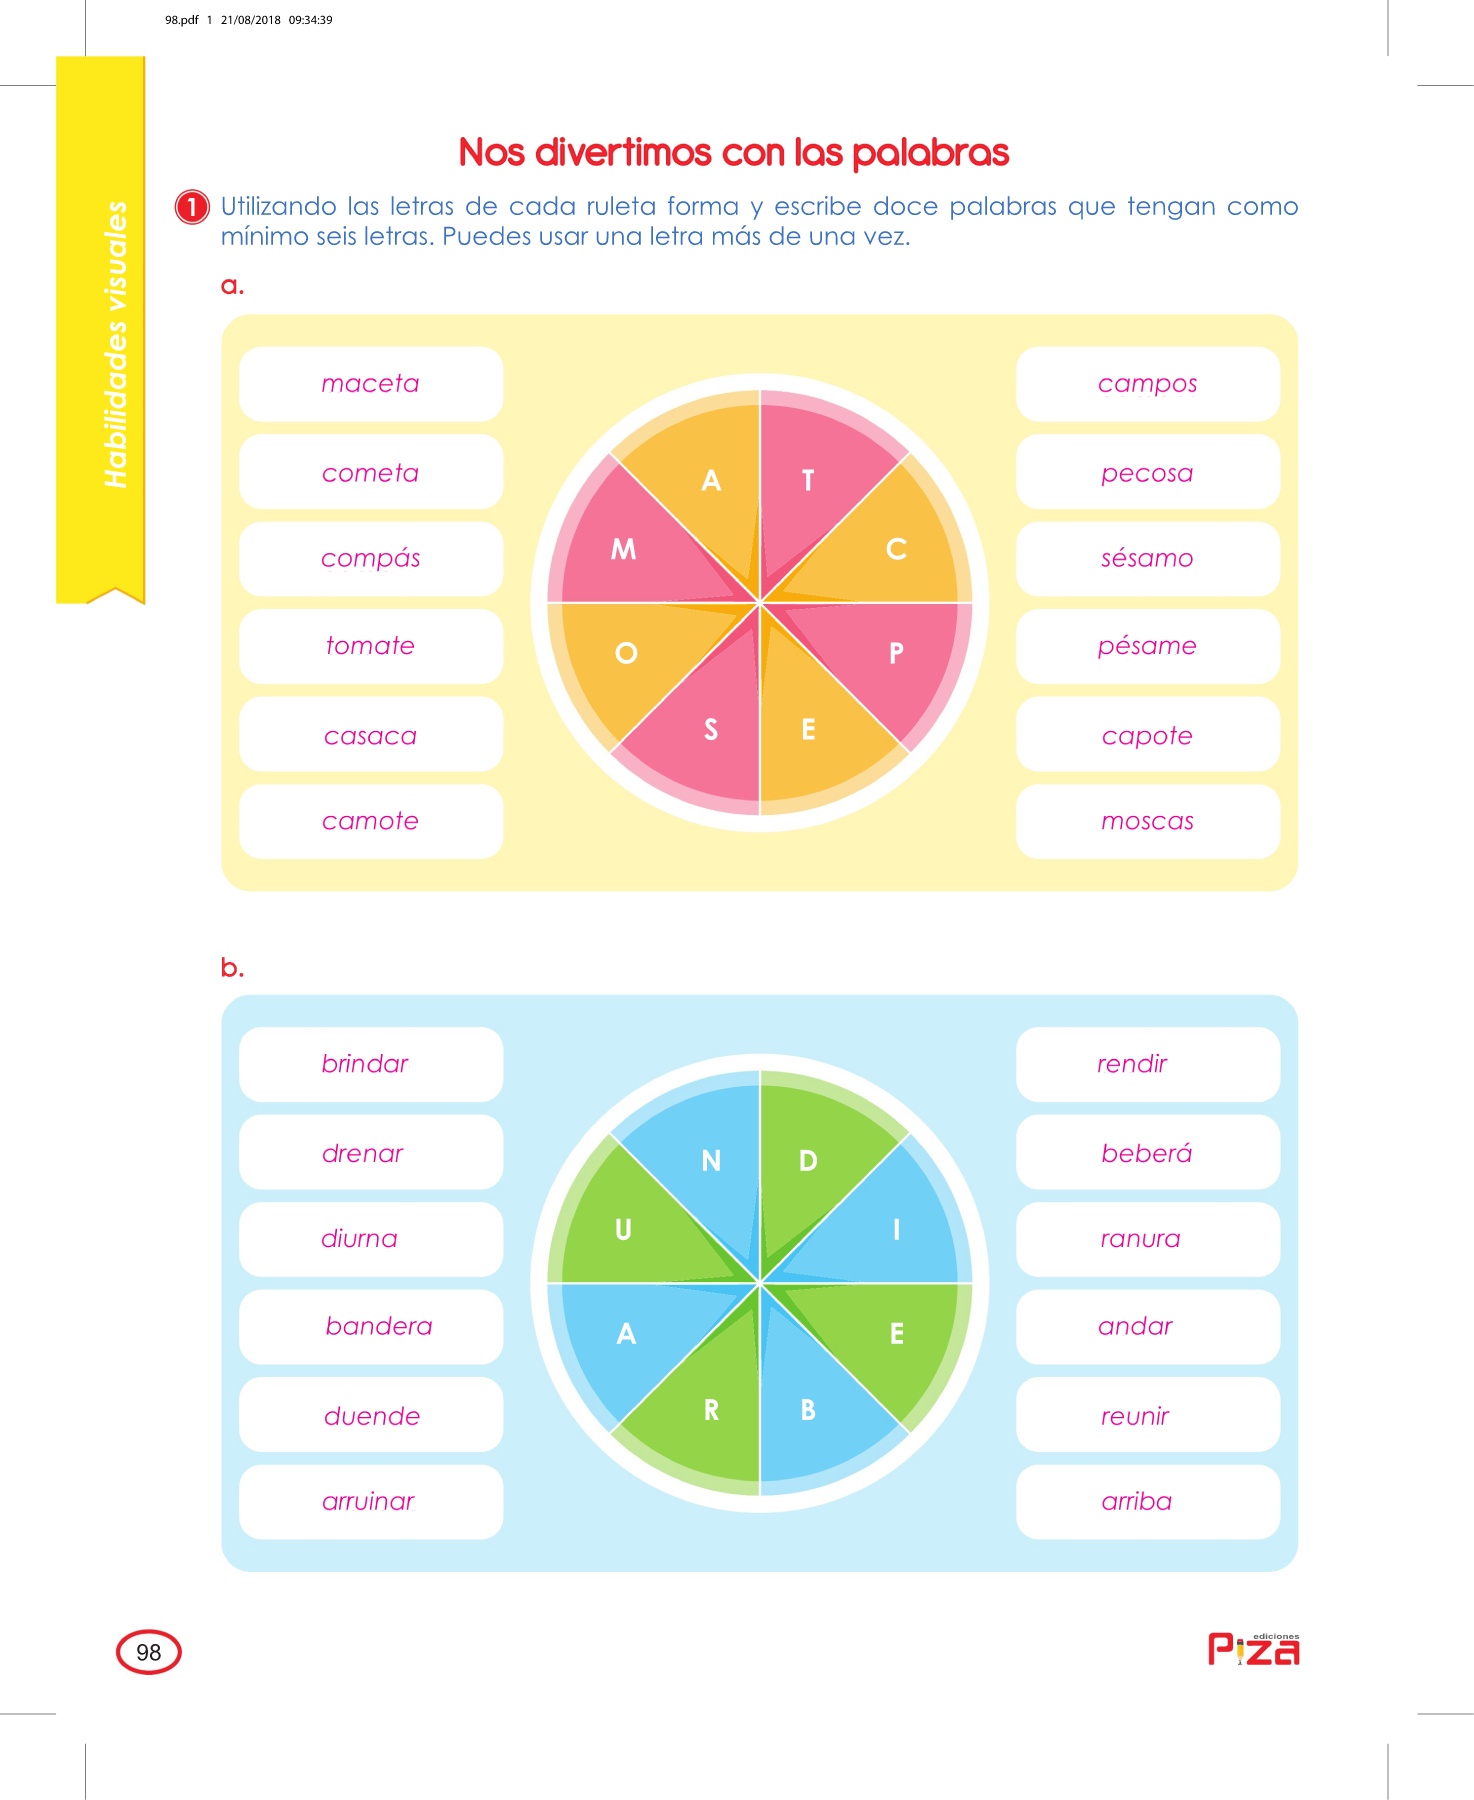 98.pdf 1 21/08/2018 09:34:39
Habilidades visuales
Nos divertimos con las palabras
1 Utilizando las letras de cada ruleta forma y escribe doce palabras que tengan como
mínimo seis letras. Puedes usar una letra más de una vez.
a.
maceta
cometa
compás
tomate
casaca
camote
A
T
C
P
E
S
O
M
campos
pecosa
sésamo
pésame
capote
moscas
b.
brindar
drenar
diurna
bandera
duende
arruinar
N
D
I
E
B
R
A
U
rendir
beberá
ranura
andar
reunir
arriba
98
ediciones
Piza